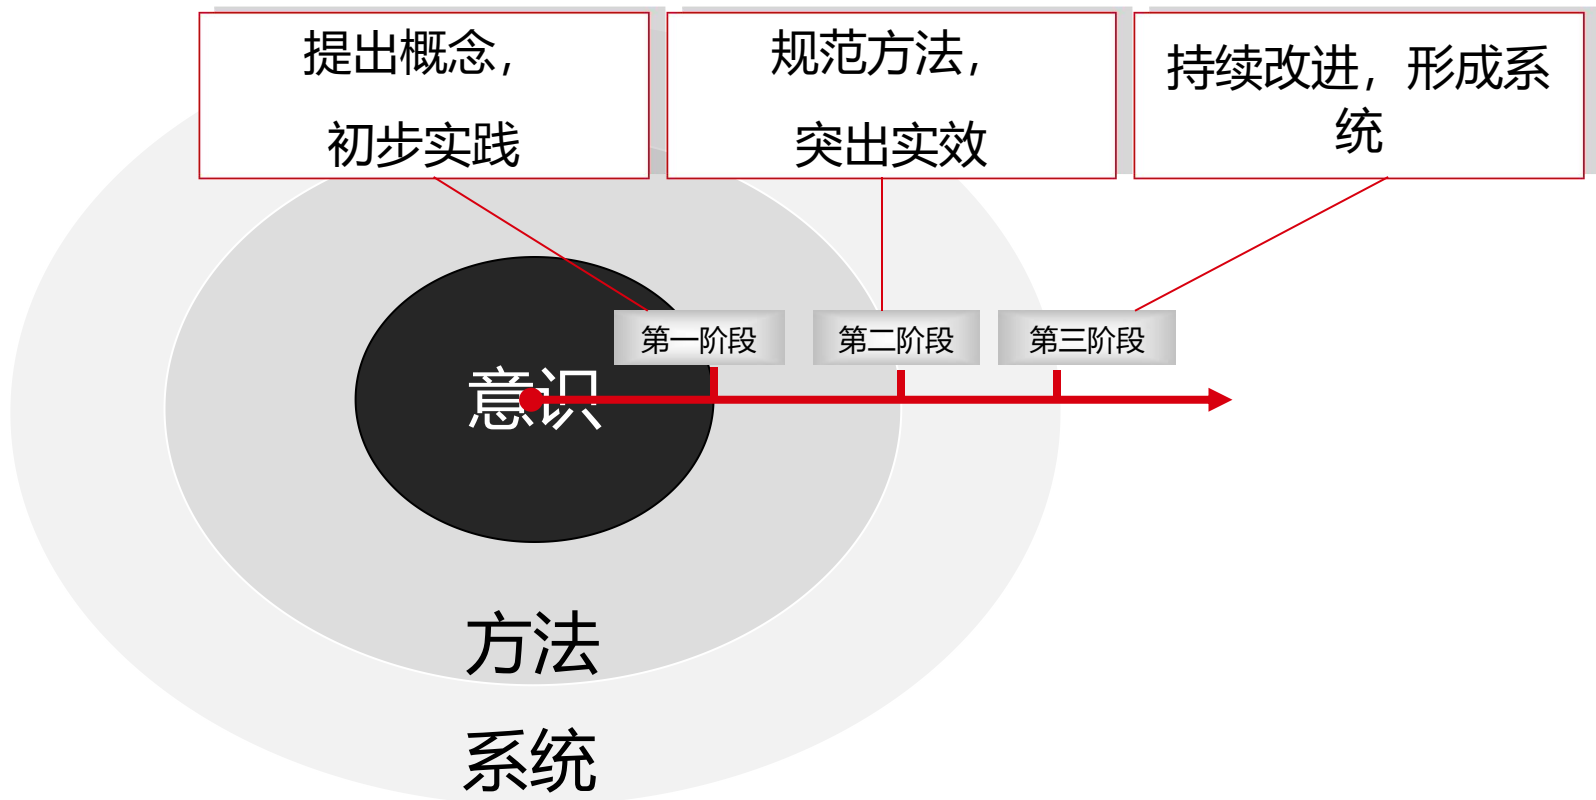 提出概念，
初步实践
规范方法，
突出实效
持续改进，形成系
统
第一阶段
第二阶段
第三阶段
意识
方法
系统